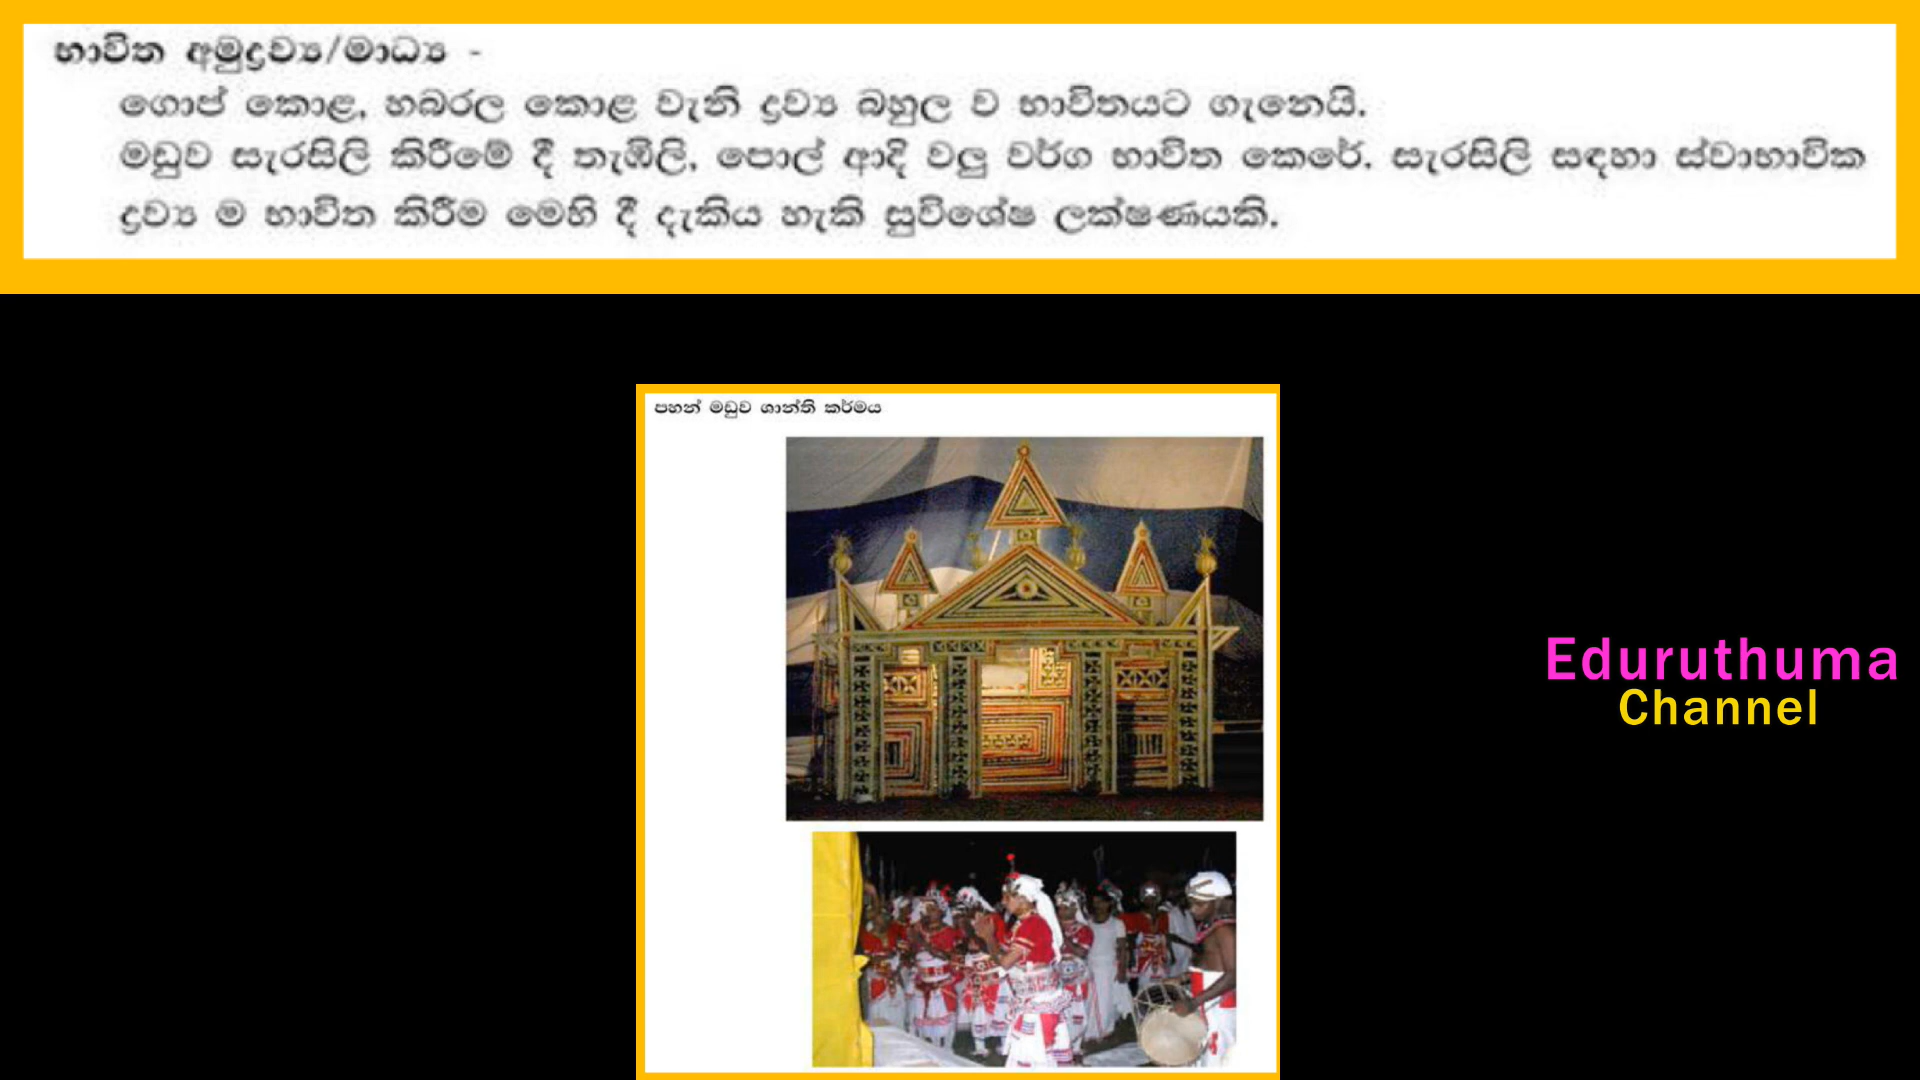 භාවිත අමුද්‍රව්‍ය/මාධ්‍ය -
ගොප් කොළ, හබරල කොළ වැනි ද්‍රව්‍ය බහුල ව භාවිතයට ගැනෙයි.
මඩුව සැරසිලි කිරීමේ දී තැඹිලි, පොල් ආදි වලු වර්ග භාවිත කෙරේ. සැරසිලි සඳහා ස්වාභාවික
ද්‍රව්‍ය ම භාවිත කිරීම මෙහි දී දැකිය හැකි සුවිශේෂ ලක්ෂණයකි.
පහන් මඩුව ශාන්ති කර්මය
Eduruthuma
Channel